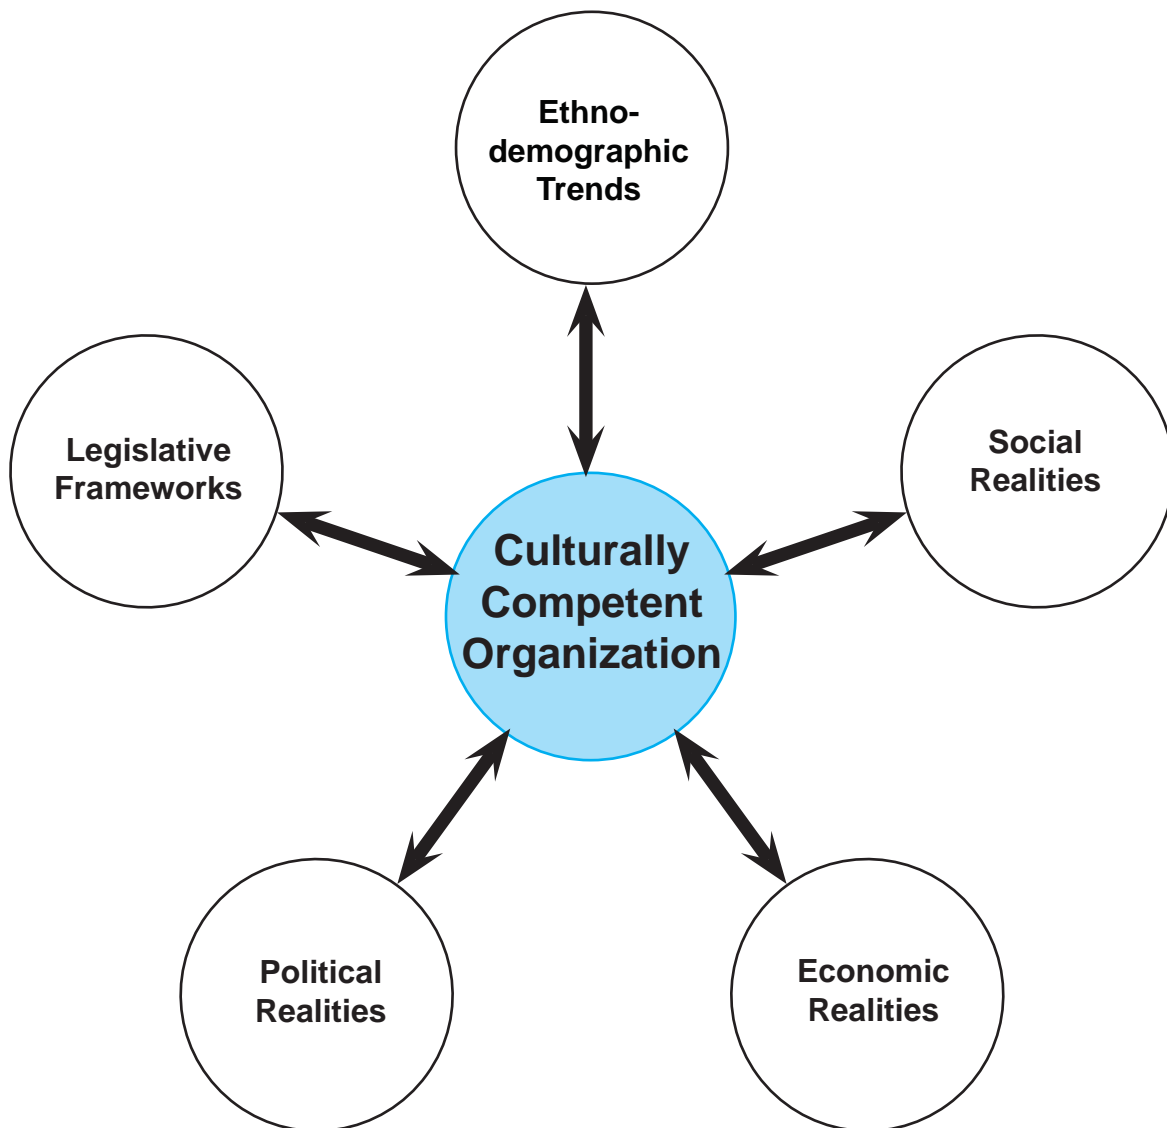 Ethno-
demographic
Trends
Legislative
Frameworks
Social
Realities
Culturally
Competent
Organization
Political
Realities
Economic
Realities